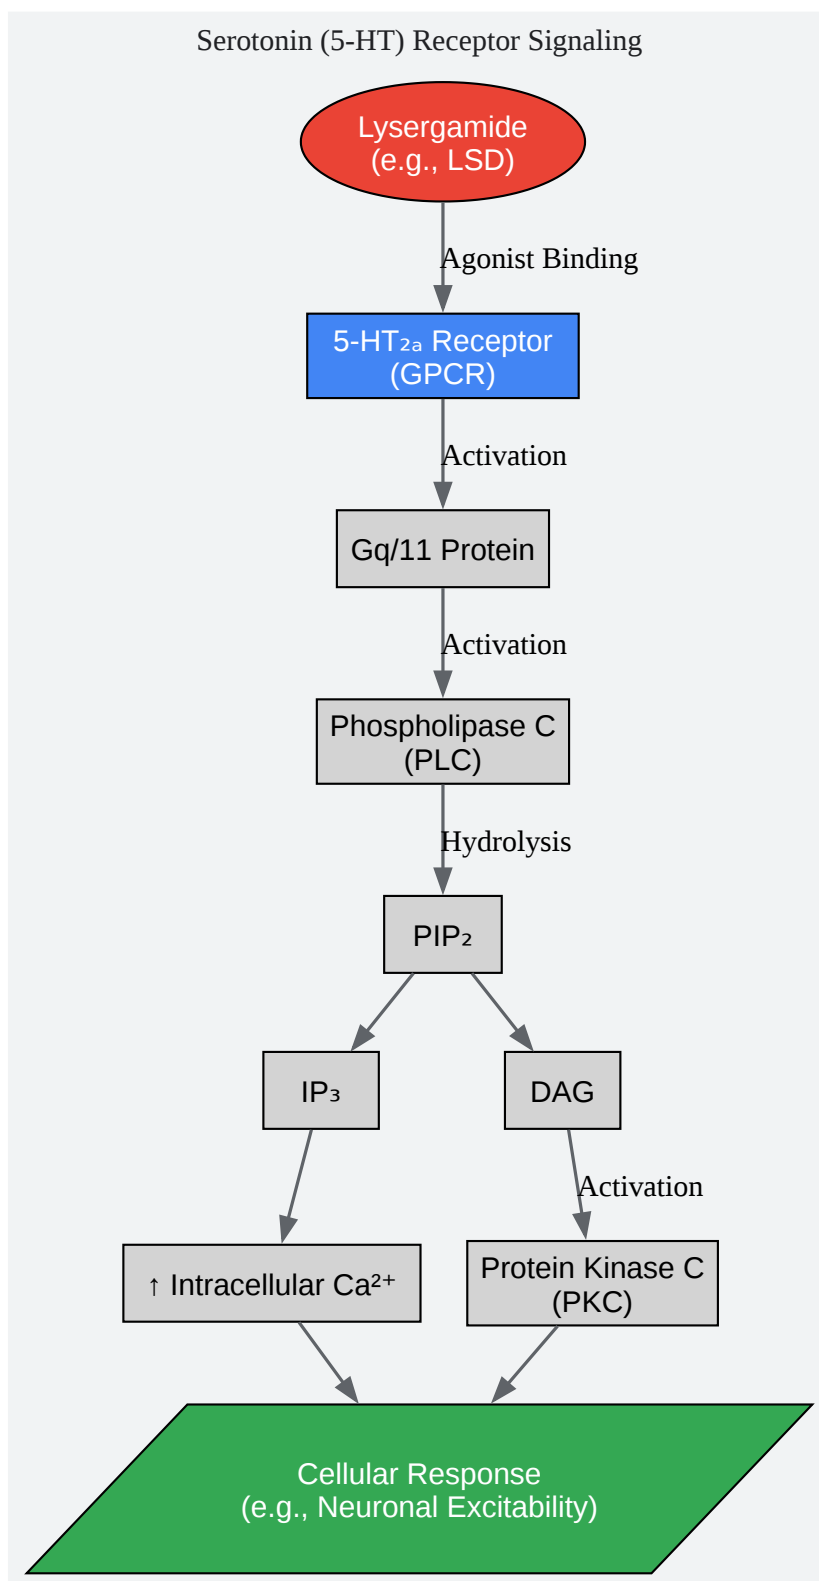 Serotonin (5-HT) Receptor Signaling
Lysergamide
(e.g., LSD)
Agonist Binding
5-HT₂ₐ Receptor
(GPCR)
Activation
Gq/11 Protein
Activation
Phospholipase C
(PLC)
Hydrolysis
PIP₂
IP₃
DAG
Activation
↑ Intracellular Ca²⁺
Protein Kinase C
(PKC)
Cellular Response
(e.g., Neuronal Excitability)